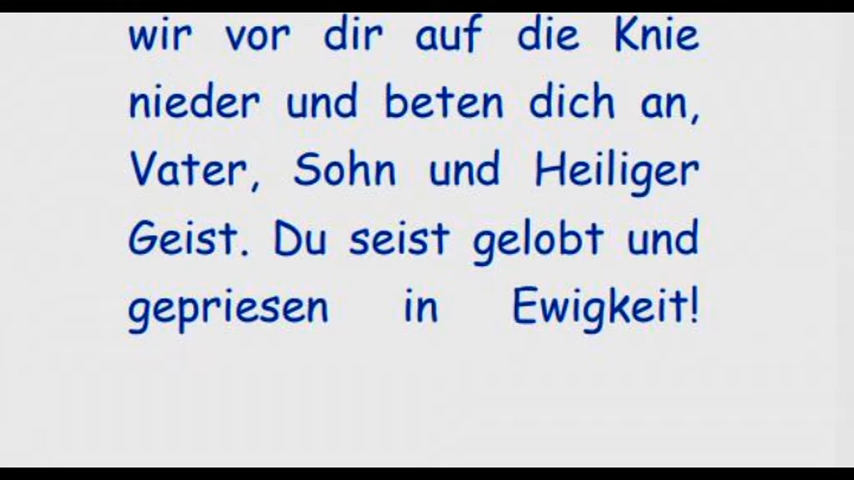 wir vor dir auf die Knie
nieder und beten dich an,
Vater, Sohn und Heiliger
Geist. Du seist gelobt und
gepriesen in Ewigkeit!